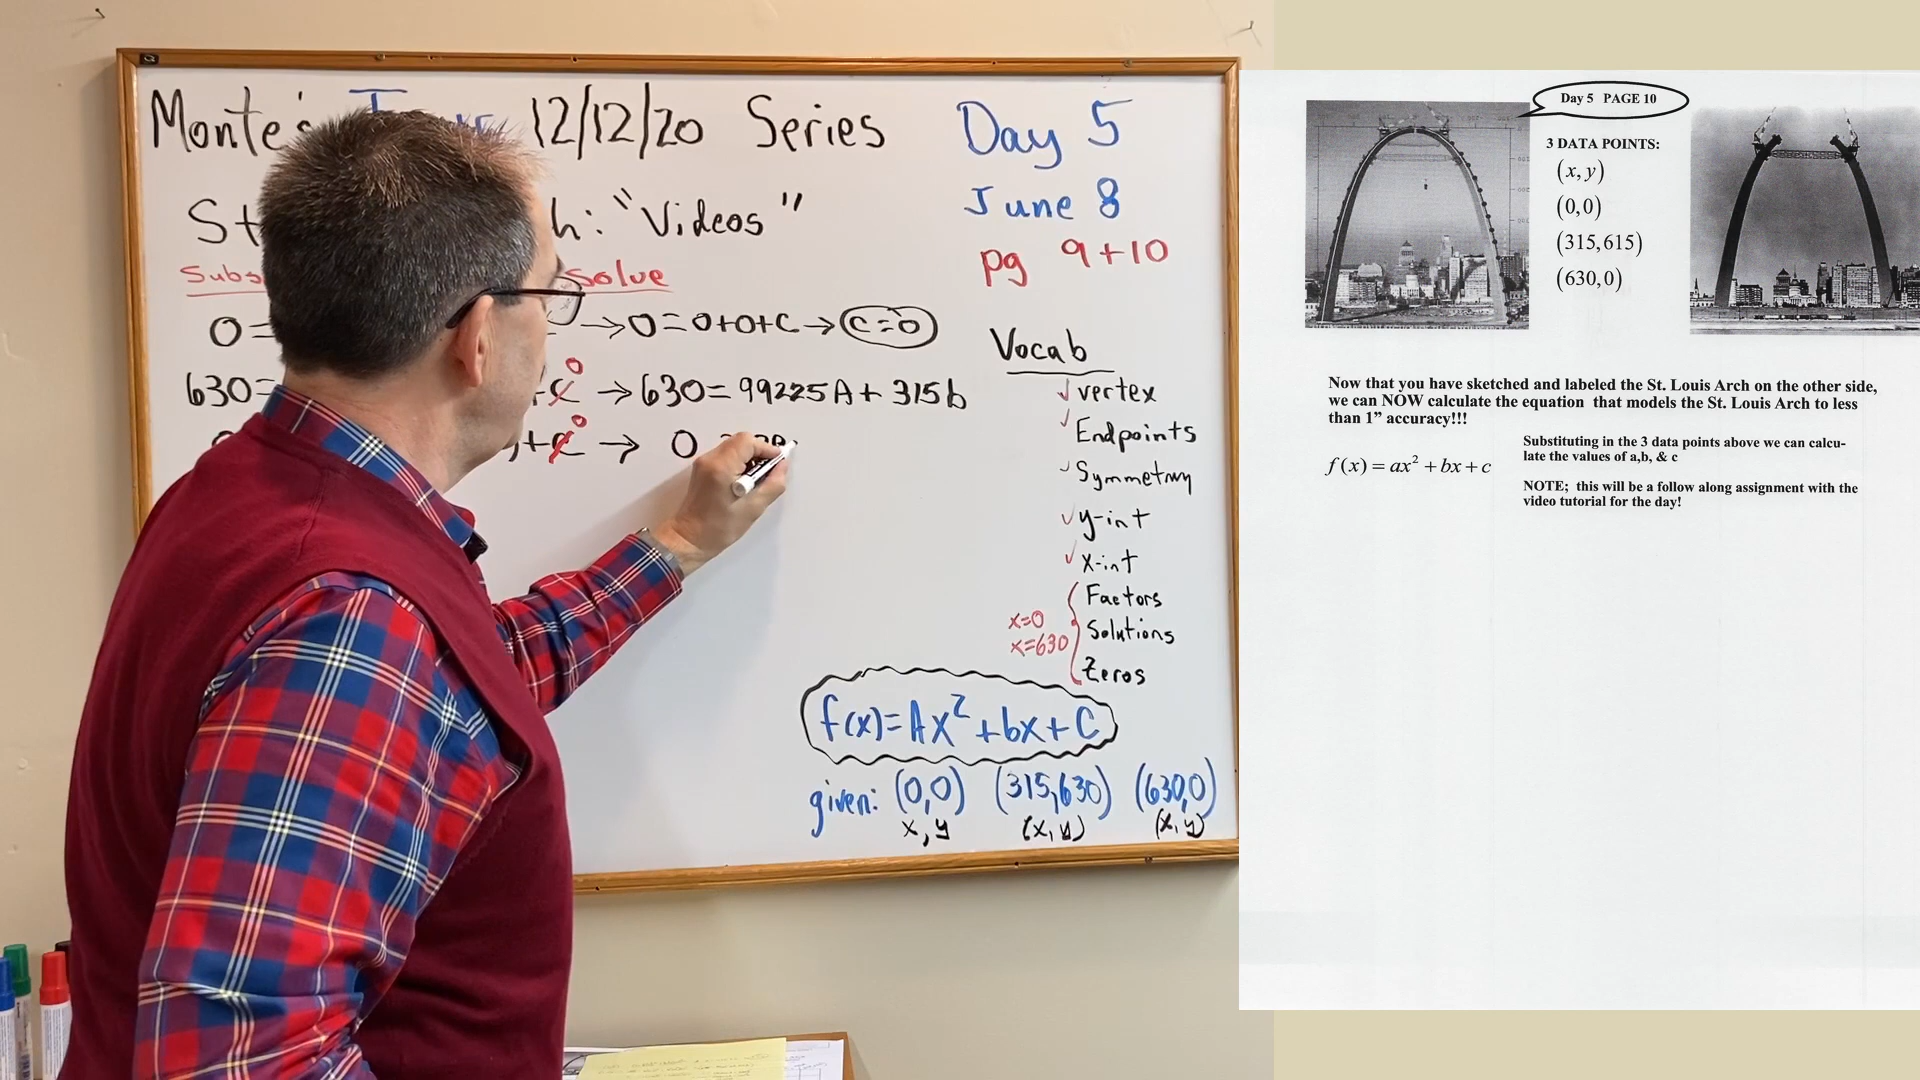 Monte's 12/12/20 Series
Day 5
June 8
pg 9+10
"Videos"
solve
0= →0=0+0+C→ C=0
630= +C 0 →630=99225A+315b
+C 0 → 0
Vocab
√ vertex
√ Endpoints
√ Symmetry
√ y-int
√ x-int
Factors
x=0
Solutions
x=630
Zeros
f(x)=Ax²+bx+C
given: (0,0) (315,630) (630,0)
x, y (x, y) (x, y)
Day 5 PAGE 10
3 DATA POINTS:
(x, y)
(0,0)
(315,615)
(630,0)
Now that you have sketched and labeled the St. Louis Arch on the other side,
we can NOW calculate the equation that models the St. Louis Arch to less
than 1" accuracy!!!
f(x) = ax² + bx + c
Substituting in the 3 data points above we can calcu-
late the values of a,b, & c
NOTE; this will be a follow along assignment with the
video tutorial for the day!